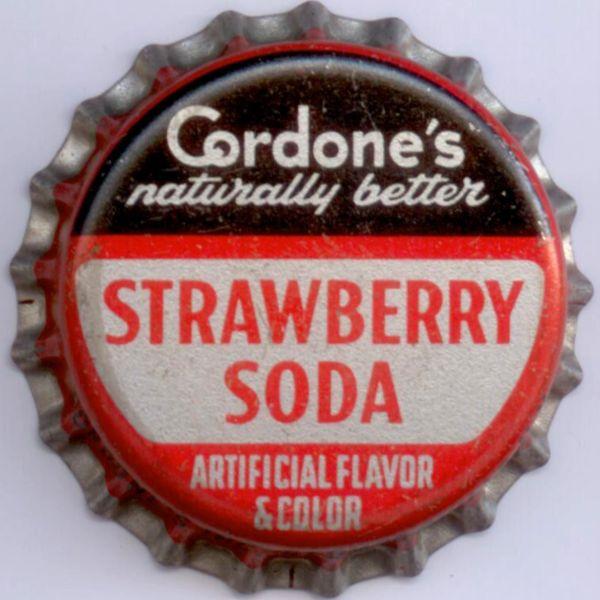 Cordone's
naturally better
STRAWBERRY
SODA
ARTIFICIAL FLAVOR
& COLOR